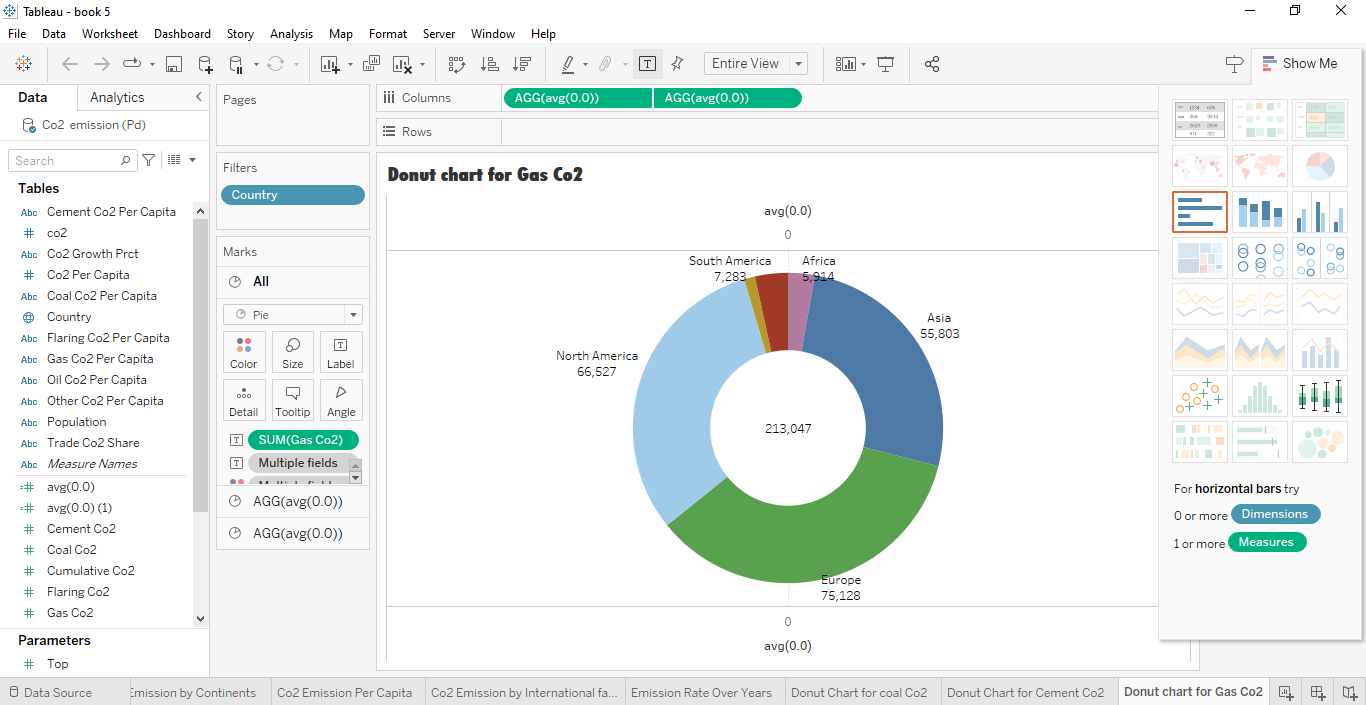 Tableau - book 5
File Data Worksheet Dashboard Story Analysis Map Format Server Window Help
Entire View
Show Me
Data Analytics
Co2 emission (Pd)
Search
Tables
Abc Cement Co2 Per Capita
# co2
Abc Co2 Growth Prct
# Co2 Per Capita
Abc Coal Co2 Per Capita
Country
Abc Flaring Co2 Per Capita
Abc Gas Co2 Per Capita
Abc Oil Co2 Per Capita
Abc Other Co2 Per Capita
Abc Population
Abc Trade Co2 Share
Abc Measure Names
=# avg(0.0)
=# avg(0.0) (1)
# Cement Co2
# Coal Co2
# Cumulative Co2
# Flaring Co2
# Gas Co2
Parameters
# Top
Pages
Filters
Country
Marks
All
Pie
Color Size Label
Detail Tooltip Angle
SUM(Gas Co2)
Multiple fields
AGG(avg(0.0))
AGG(avg(0.0))
Columns AGG(avg(0.0)) AGG(avg(0.0))
Rows
Donut chart for Gas Co2
avg(0.0)
0
South America
7,283
Africa
5,914
Asia
55,803
North America
66,527
213,047
Europe
75,128
0
avg(0.0)
For horizontal bars try
0 or more Dimensions
1 or more Measures
Data Source Emission by Continents Co2 Emission Per Capita Co2 Emission by International fa... Emission Rate Over Years Donut Chart for coal Co2 Donut Chart for Cement Co2 Donut chart for Gas Co2